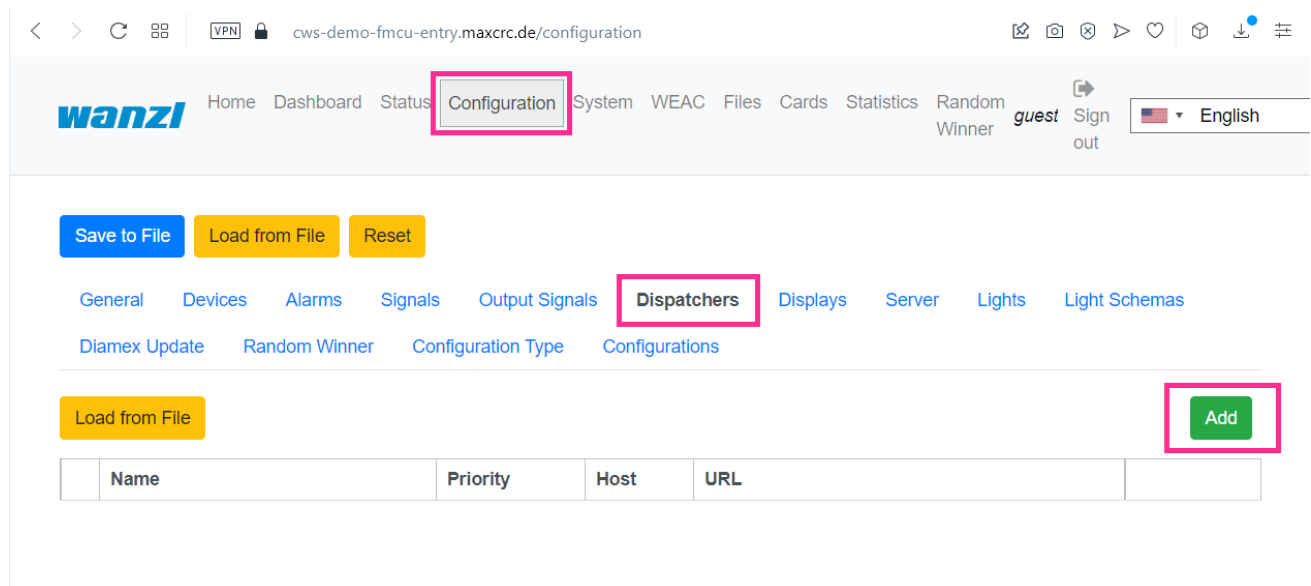 VPN cws-demo-fmcu-entry.maxcrc.de/configuration
wanzl Home Dashboard Status Configuration System WEAC Files Cards Statistics Random Winner guest Sign out English
Save to File Load from File Reset
General Devices Alarms Signals Output Signals Dispatchers Displays Server Lights Light Schemas
Diamex Update Random Winner Configuration Type Configurations
Load from File Add
Name Priority Host URL